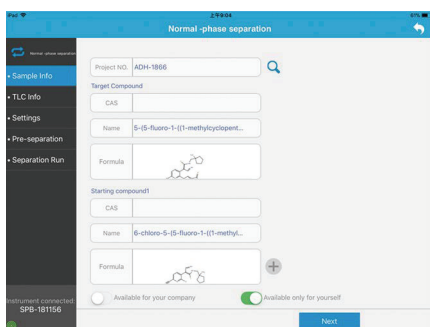 iPad
上午9:04
61%
Normal -phase separation
Normal -phase separation
• Sample Info
• TLC Info
• Settings
• Pre-separation
• Separation Run
Instrument connected:
SPB-181156
Project NO. ADH-1866
Target Compound
CAS
Name 5-(5-fluoro-1-((1-methylcyclopent...
Formula
Starting compound1
CAS
Name 6-chloro-5-(5-fluoro-1-((1-methyl...
Formula
Available for your company Available only for yourself
Next